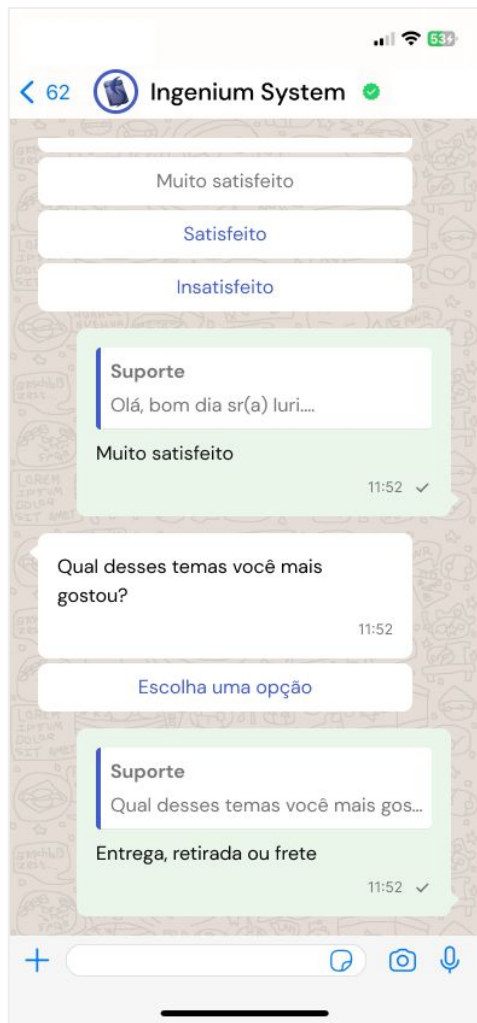 53
62
Ingenium System
Muito satisfeito
Satisfeito
Insatisfeito
Suporte
Olá, bom dia sr(a) Iuri....
Muito satisfeito
11:52
Qual desses temas você mais
gostou?
11:52
Escolha uma opção
Suporte
Qual desses temas você mais gos...
Entrega, retirada ou frete
11:52